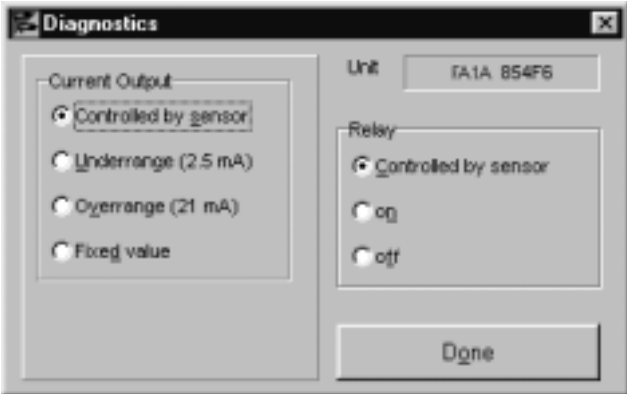 Diagnostics
Current Output
Controlled by sensor
Underrange (2.5 mA)
Overrange (21 mA)
Fixed value
Unit
854F6
Relay
Controlled by sensor
on
off
Done